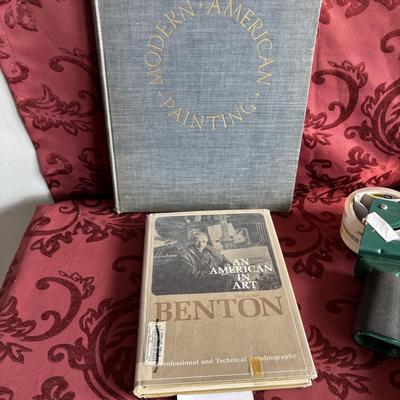 MODERN · AMERICAN · PAINTING ·
AN
AMERICAN
IN
ART
BENTON
Professional and Technical Autobiography